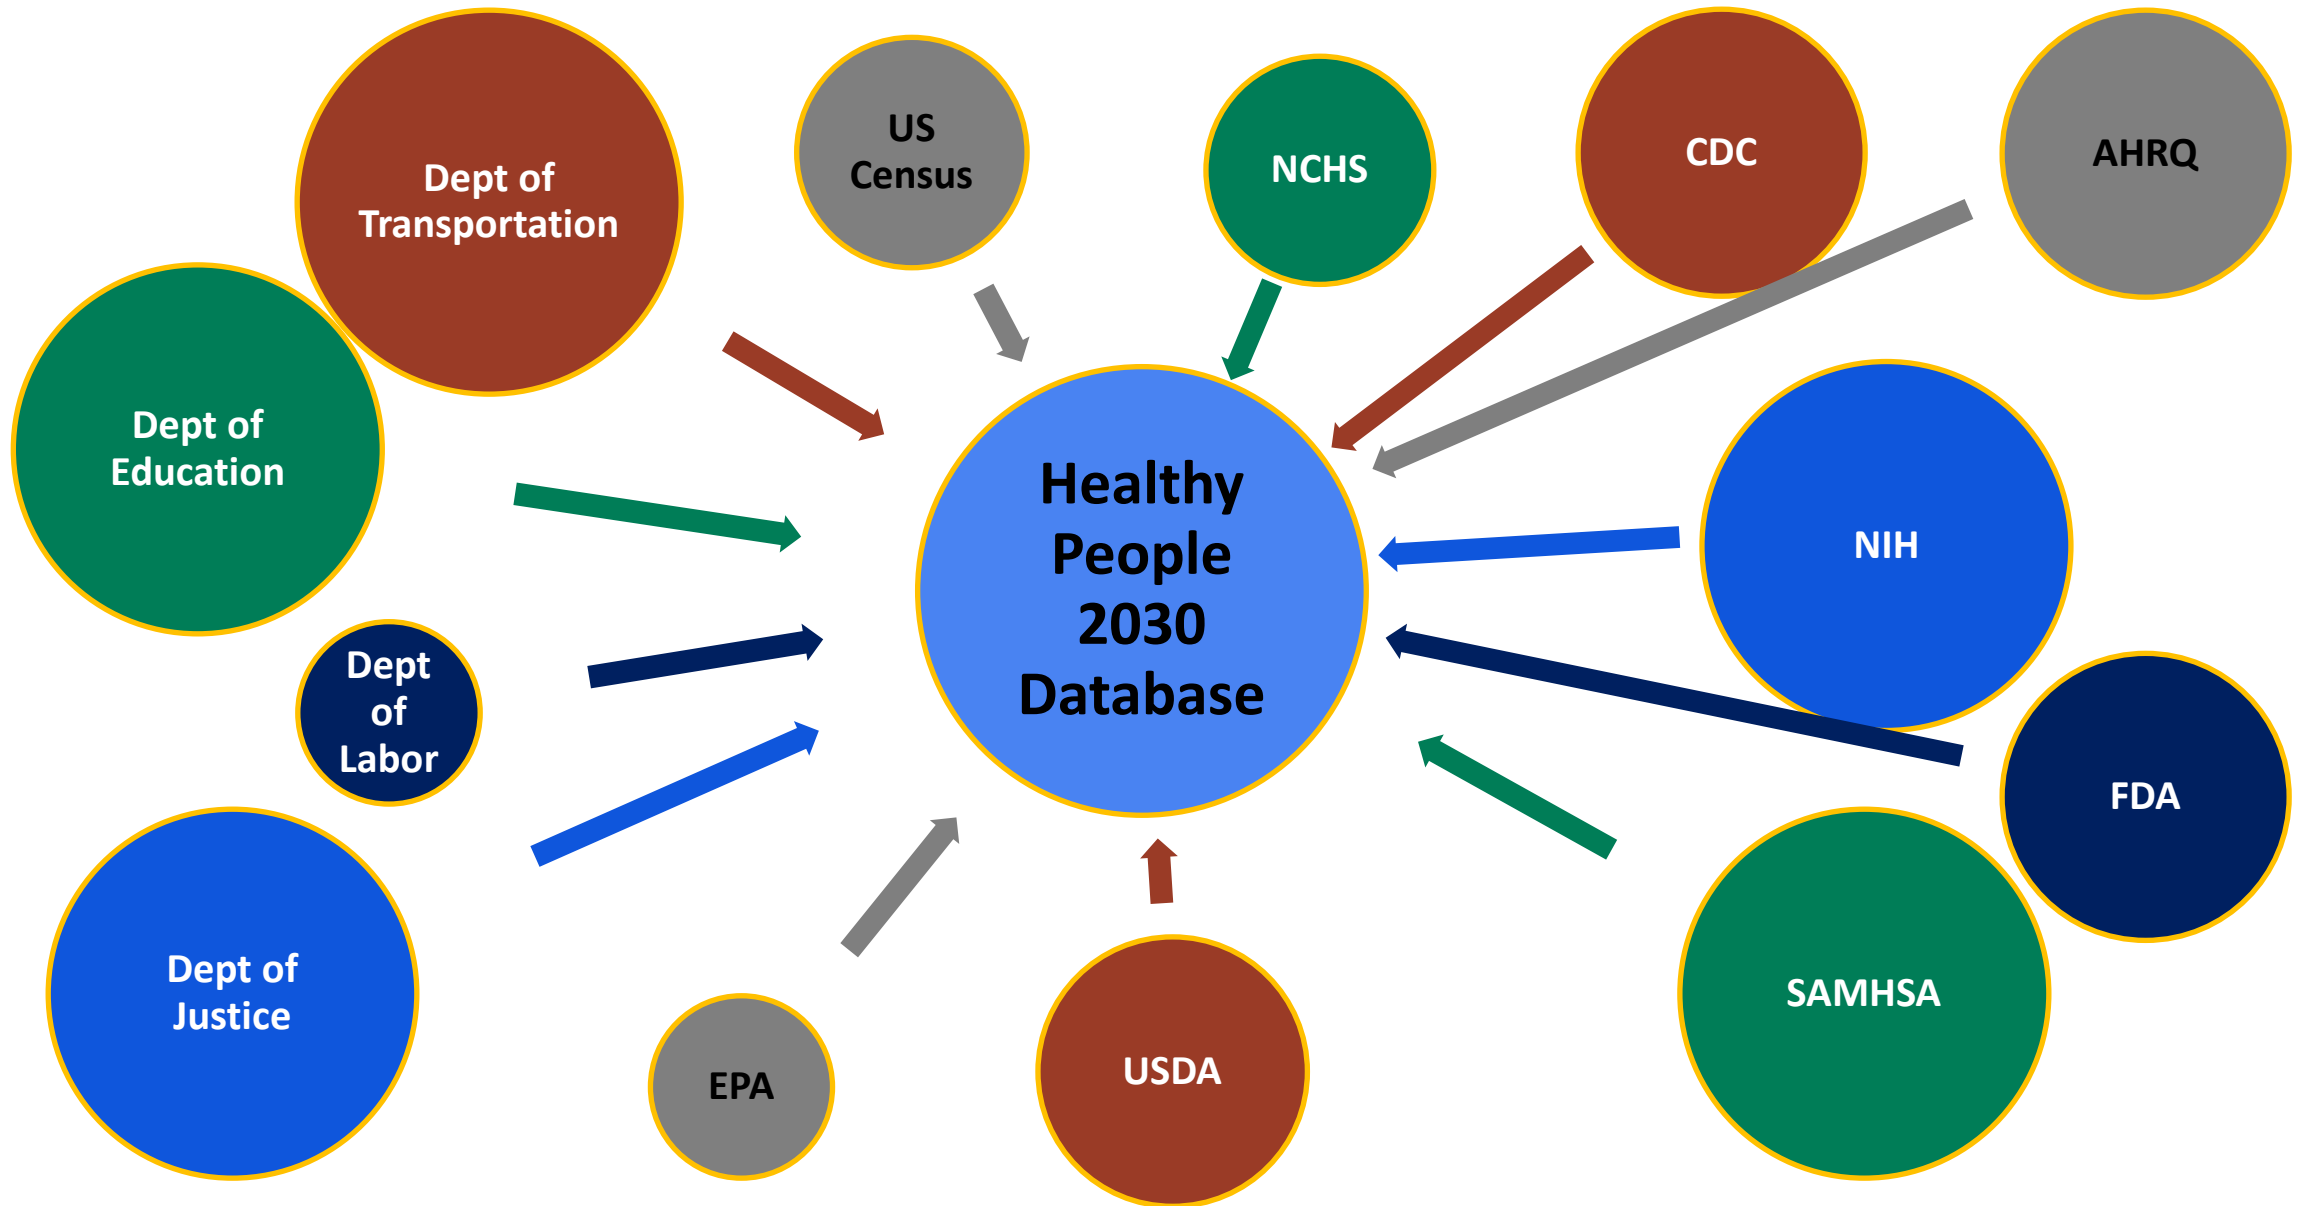 US
Census
NCHS
CDC
AHRQ
Dept of
Transportation
Dept of
Education
Healthy
People
2030
Database
NIH
Dept
of
Labor
FDA
Dept of
Justice
SAMHSA
EPA
USDA